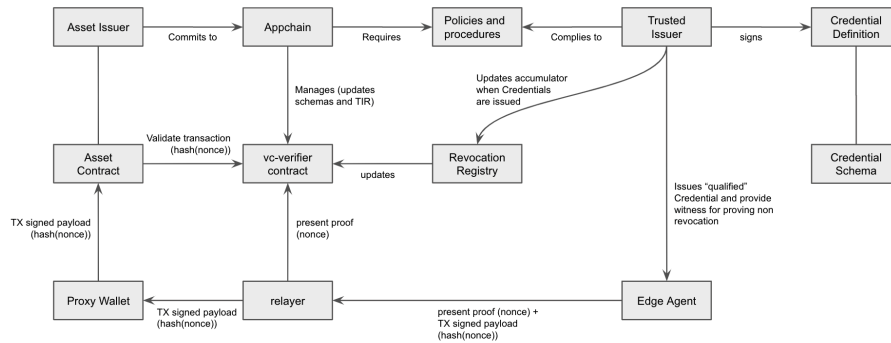 Asset Issuer
Commits to
Appchain
Requires
Policies and
procedures
Complies to
Trusted
Issuer
signs
Credential
Definition
Manages (updates
schemas and TIR)
Updates accumulator
when Credentials
are issued
Validate transaction
(hash(nonce))
Asset
Contract
vc-verifier
contract
updates
Revocation
Registry
Credential
Schema
Issues “qualified”
Credential and provide
witness for proving non
revocation
TX signed payload
(hash(nonce))
present proof
(nonce)
Proxy Wallet
TX signed payload
(hash(nonce))
relayer
present proof (nonce) +
TX signed payload
(hash(nonce))
Edge Agent